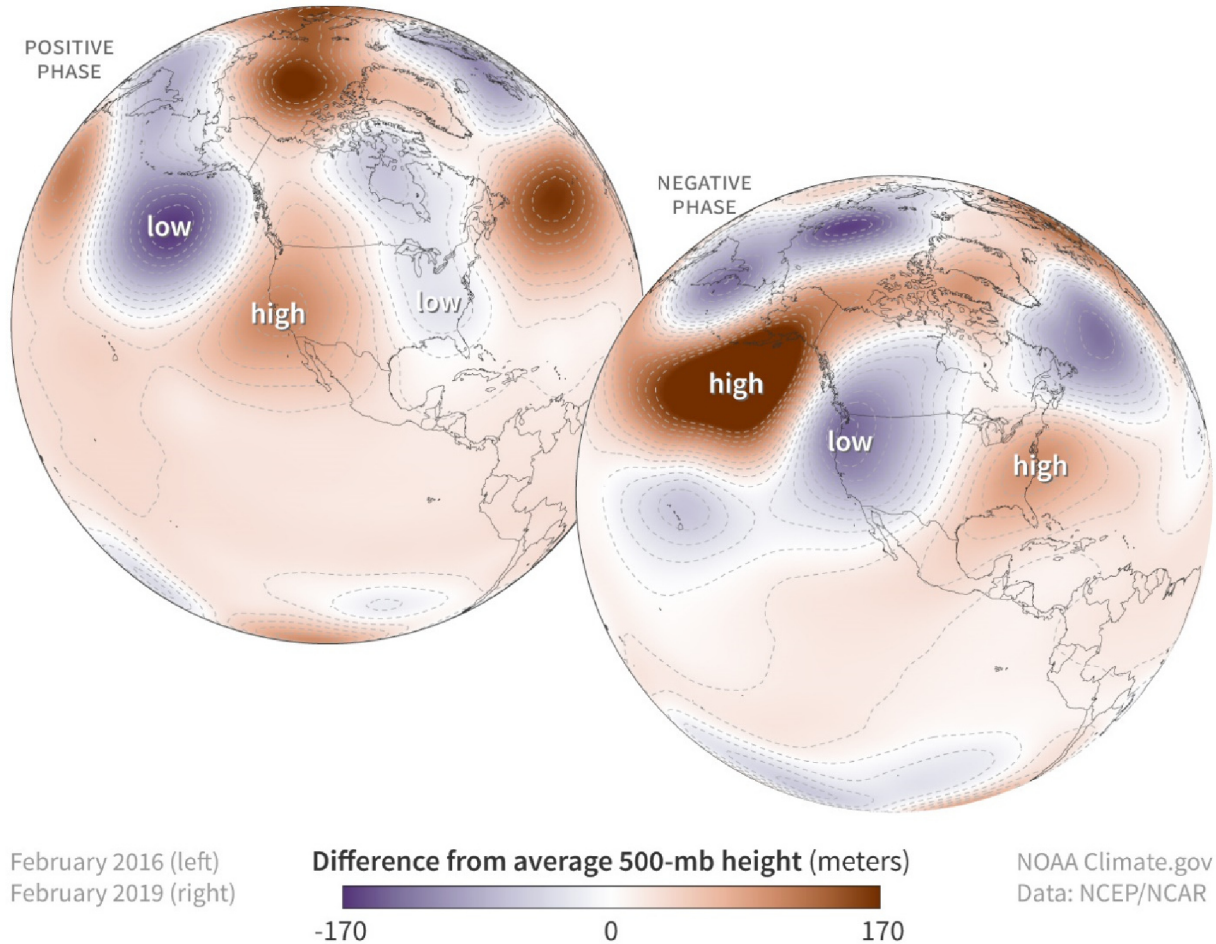 POSITIVE
PHASE
low
high
low
NEGATIVE
PHASE
high
low
high
February 2016 (left)
February 2019 (right)
Difference from average 500-mb height (meters)
-170
0
170
NOAA Climate.gov
Data: NCEP/NCAR